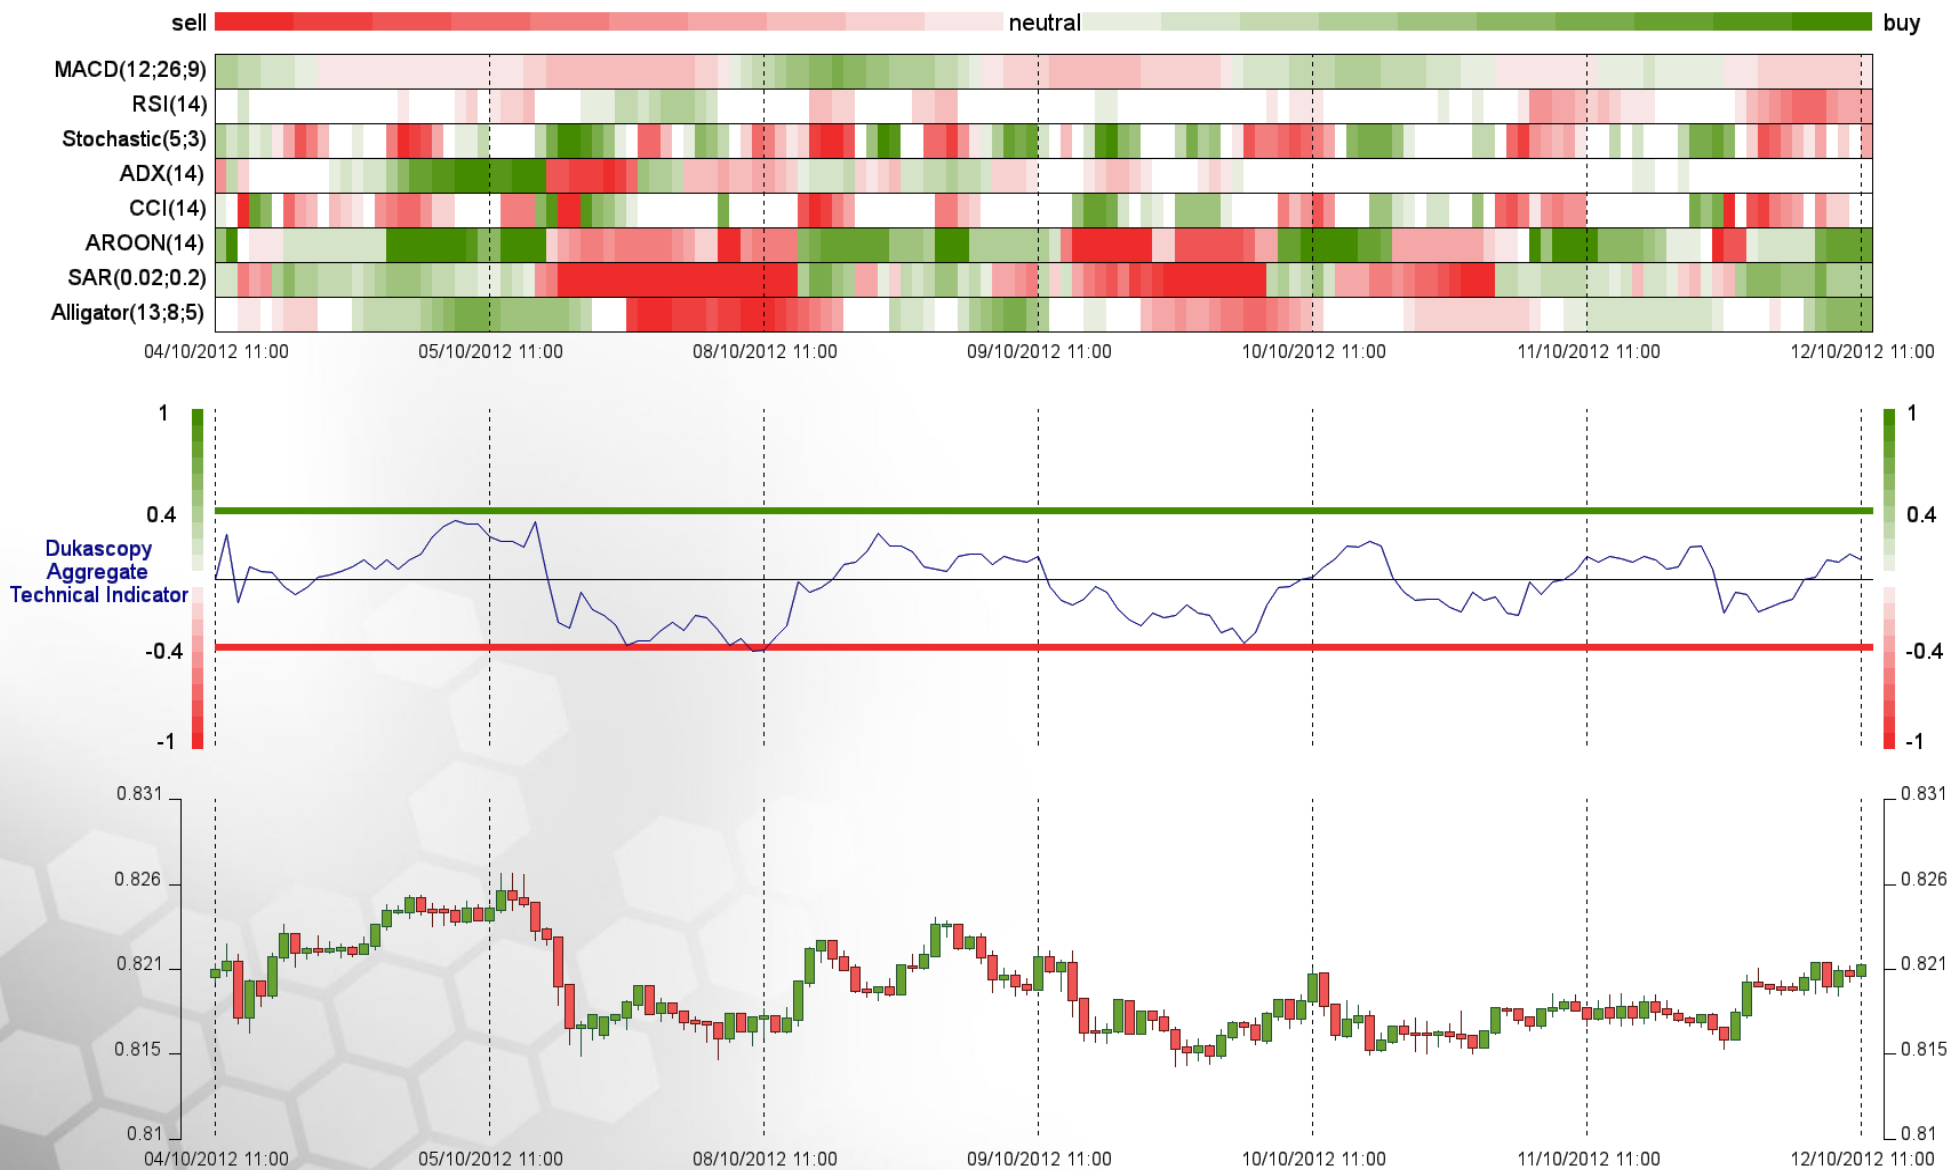 sell neutral buy
MACD(12;26;9)
RSI(14)
Stochastic(5;3)
ADX(14)
CCI(14)
AROON(14)
SAR(0.02;0.2)
Alligator(13;8;5)
04/10/2012 11:00 05/10/2012 11:00 08/10/2012 11:00 09/10/2012 11:00 10/10/2012 11:00 11/10/2012 11:00 12/10/2012 11:00
1 1
0.4 0.4
Dukascopy
Aggregate
Technical Indicator
-0.4 -0.4
-1 -1
0.831 0.831
0.826 0.826
0.821 0.821
0.815 0.815
0.81 0.81
04/10/2012 11:00 05/10/2012 11:00 08/10/2012 11:00 09/10/2012 11:00 10/10/2012 11:00 11/10/2012 11:00 12/10/2012 11:00